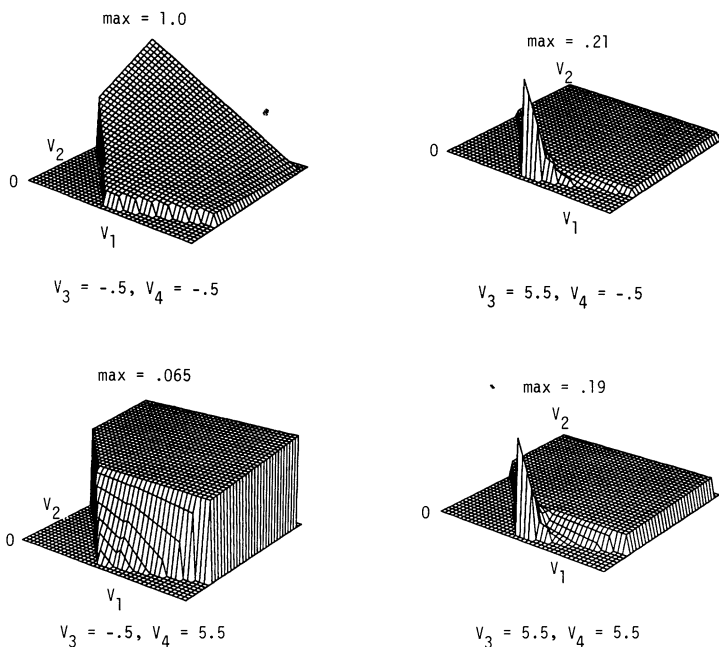 max = 1.0
V2
0
V1
V3 = -.5, V4 = -.5
max = .21
V2
0
V1
V3 = 5.5, V4 = -.5
max = .065
V2
0
V1
V3 = -.5, V4 = 5.5
max = .19
V2
0
V1
V3 = 5.5, V4 = 5.5